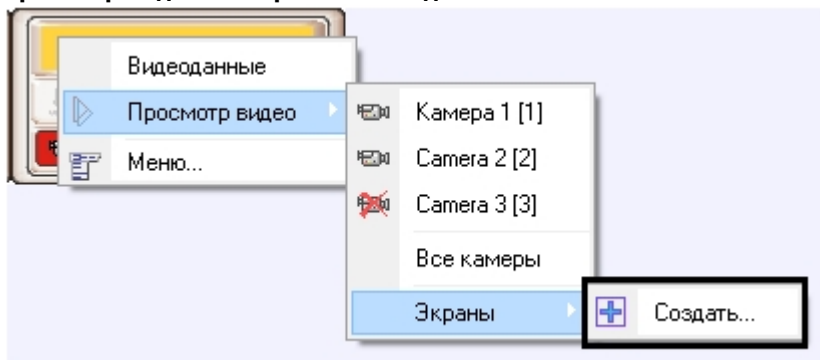 Видеоданные
Просмотр видео
Меню...
Камера 1 [1]
Camera 2 [2]
Camera 3 [3]
Все камеры
Экраны
Создать...